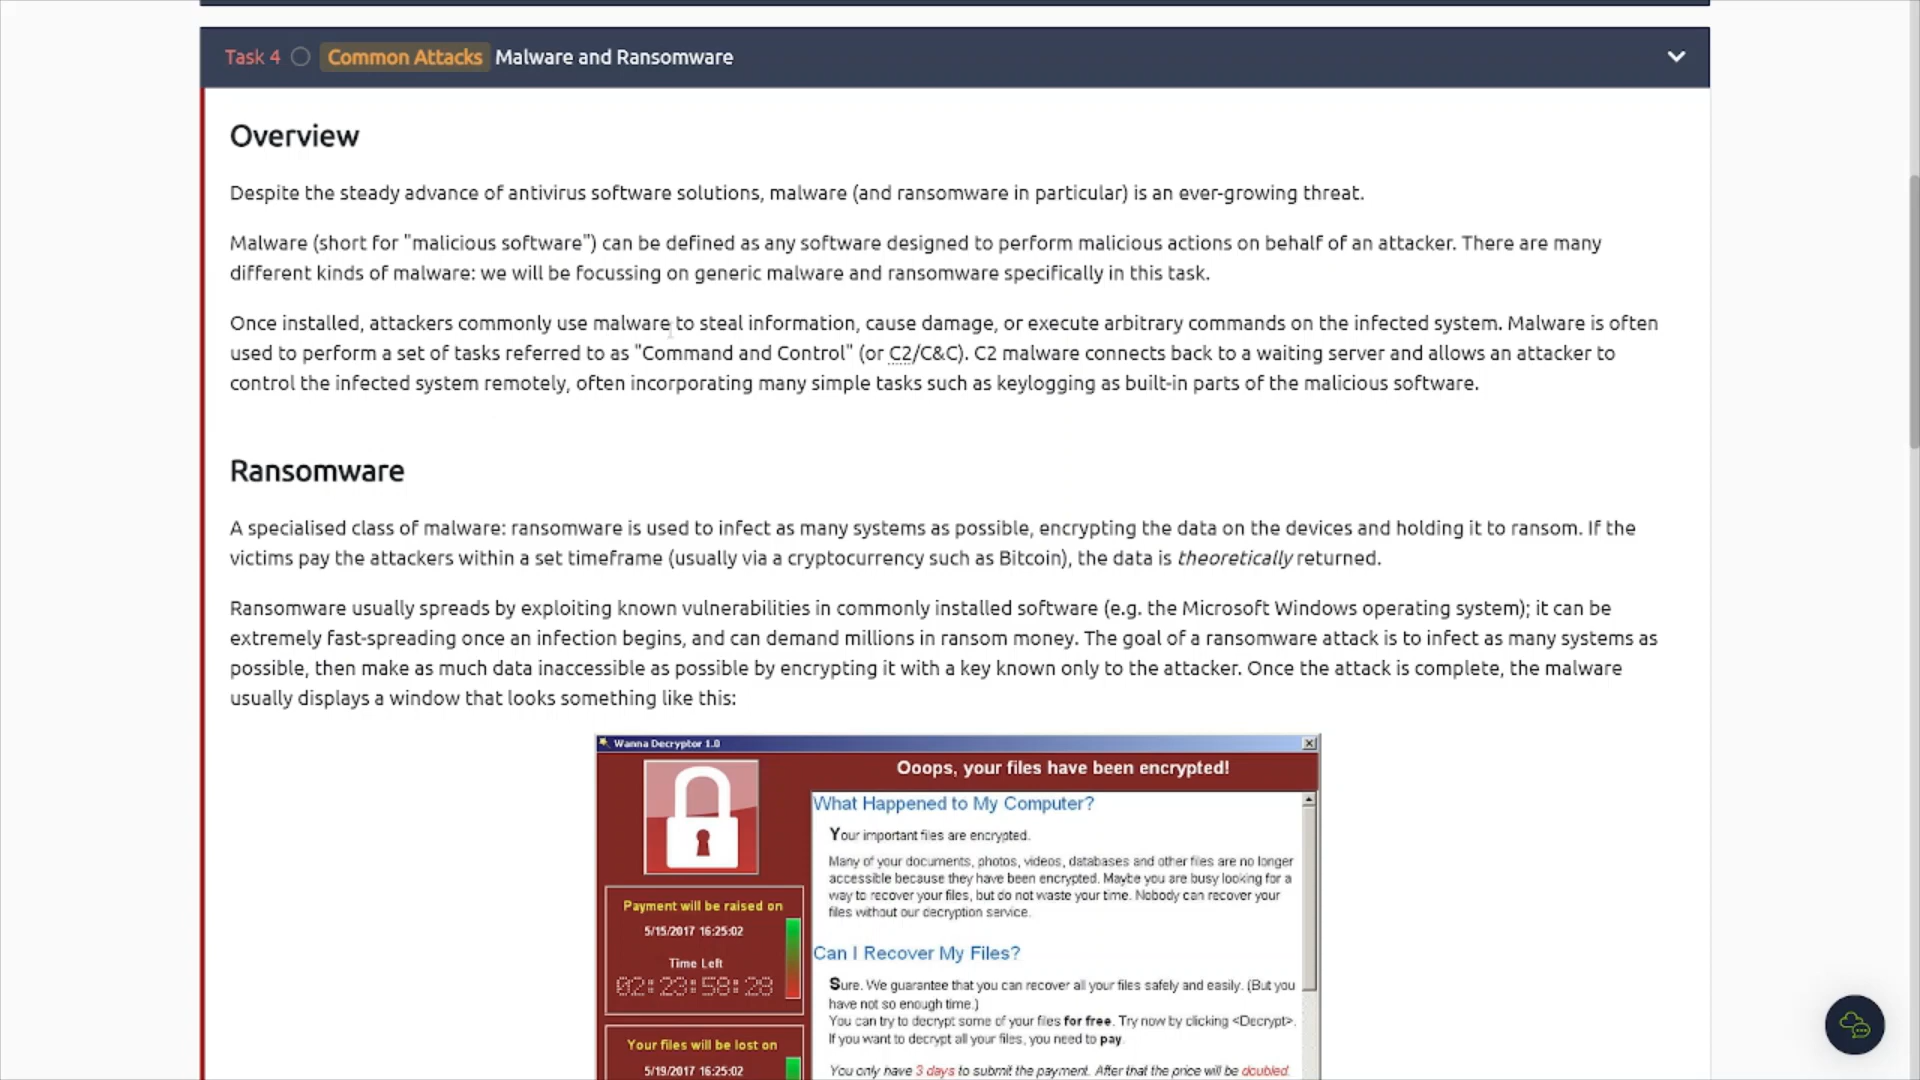 Task 4 Common Attacks Malware and Ransomware
Overview
Despite the steady advance of antivirus software solutions, malware (and ransomware in particular) is an ever-growing threat.
Malware (short for "malicious software") can be defined as any software designed to perform malicious actions on behalf of an attacker. There are many
different kinds of malware: we will be focussing on generic malware and ransomware specifically in this task.
Once installed, attackers commonly use malware to steal information, cause damage, or execute arbitrary commands on the infected system. Malware is often
used to perform a set of tasks referred to as "Command and Control" (or C2/C&C). C2 malware connects back to a waiting server and allows an attacker to
control the infected system remotely, often incorporating many simple tasks such as keylogging as built-in parts of the malicious software.
Ransomware
A specialised class of malware: ransomware is used to infect as many systems as possible, encrypting the data on the devices and holding it to ransom. If the
victims pay the attackers within a set timeframe (usually via a cryptocurrency such as Bitcoin), the data is theoretically returned.
Ransomware usually spreads by exploiting known vulnerabilities in commonly installed software (e.g. the Microsoft Windows operating system); it can be
extremely fast-spreading once an infection begins, and can demand millions in ransom money. The goal of a ransomware attack is to infect as many systems as
possible, then make as much data inaccessible as possible by encrypting it with a key known only to the attacker. Once the attack is complete, the malware
usually displays a window that looks something like this:
Wanna Decryptor 1.0
Ooops, your files have been encrypted!
What Happened to My Computer?
Your important files are encrypted.
Many of your documents, photos, videos, databases and other files are no longer
accessible because they have been encrypted. Maybe you are busy looking for a
way to recover your files, but do not waste your time. Nobody can recover your
files without our decryption service.
Can I Recover My Files?
Sure. We guarantee that you can recover all your files safely and easily. (But you
have not so enough time.)
You can try to decrypt some of your files for free. Try now by clicking <Decrypt>.
If you want to decrypt all your files, you need to pay.
You only have 3 days to submit the payment. After that the price will be doubled.
Payment will be raised on
5/15/2017 16:25:02
Time Left
02:23:58:28
Your files will be lost on
5/19/2017 16:25:02